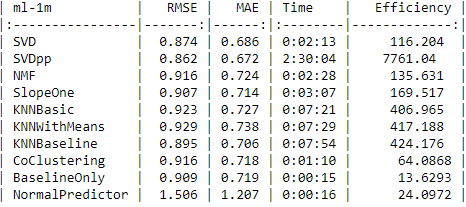 | ml-1m           |   RMSE |   MAE | Time    |   Efficiency |
|:----------------|-------:|------:|:--------|-------------:|
| SVD             |  0.874 | 0.686 | 0:02:13 |     116.204  |
| SVDpp           |  0.862 | 0.672 | 2:30:04 |    7761.04   |
| NMF             |  0.916 | 0.724 | 0:02:28 |     135.631  |
| SlopeOne        |  0.907 | 0.714 | 0:03:07 |     169.517  |
| KNNBasic        |  0.923 | 0.727 | 0:07:21 |     406.965  |
| KNNWithMeans    |  0.929 | 0.738 | 0:07:29 |     417.188  |
| KNNBaseline     |  0.895 | 0.706 | 0:07:54 |     424.176  |
| CoClustering    |  0.916 | 0.718 | 0:01:10 |      64.0868 |
| BaselineOnly    |  0.909 | 0.719 | 0:00:15 |      13.6293 |
| NormalPredictor |  1.506 | 1.207 | 0:00:16 |      24.0972 |